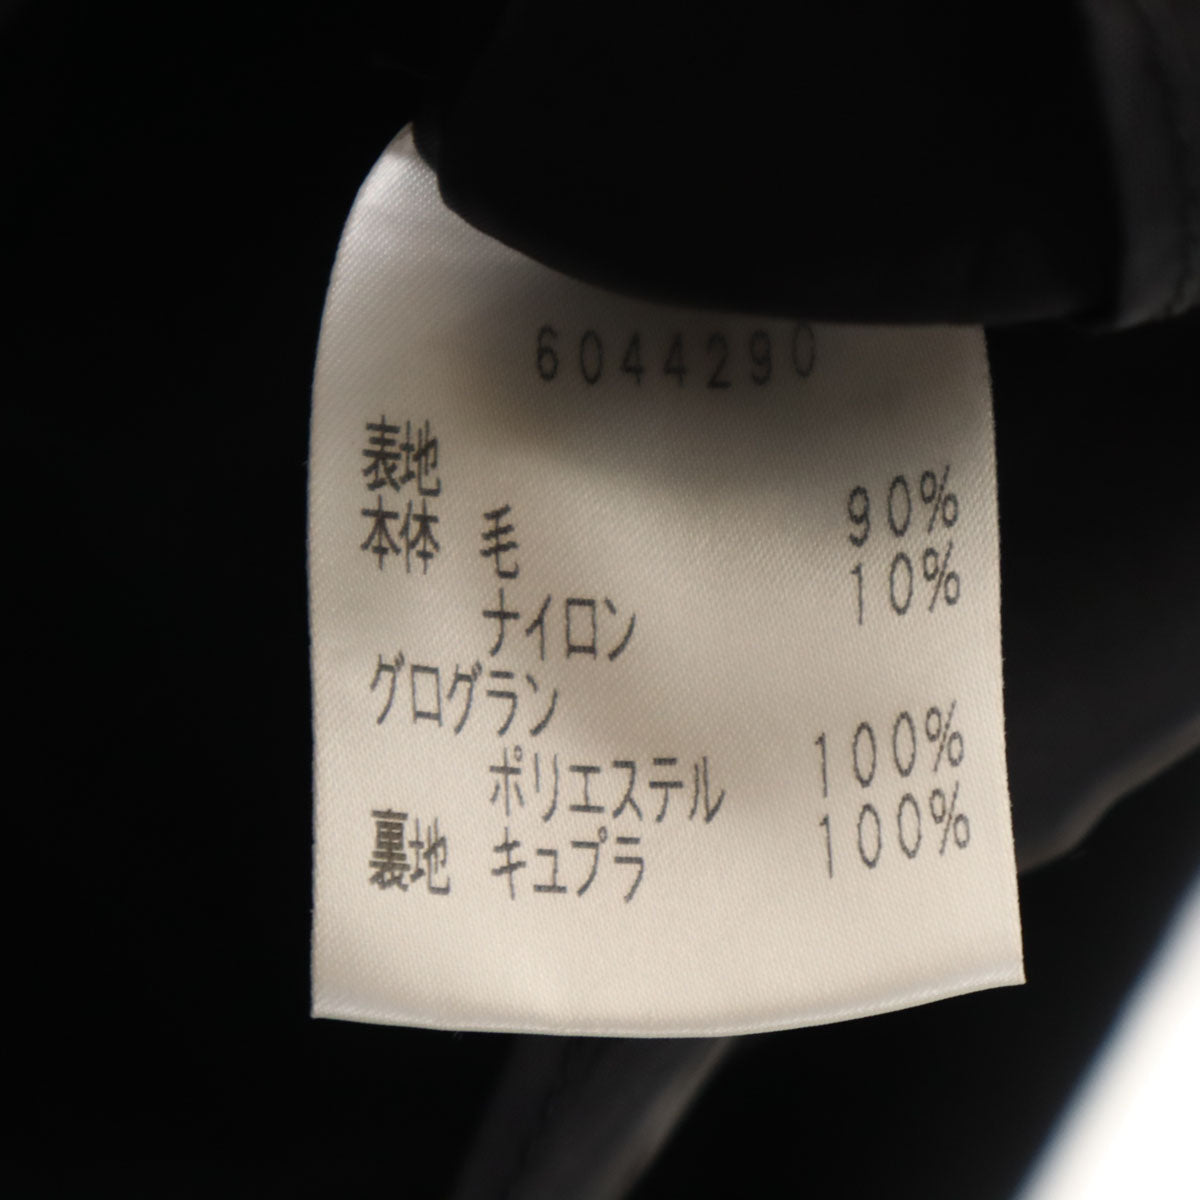 6044290
表地
本体 毛 90%
ナイロン 10%
グログラン
ポリエステル 100%
裏地 キュプラ 100%